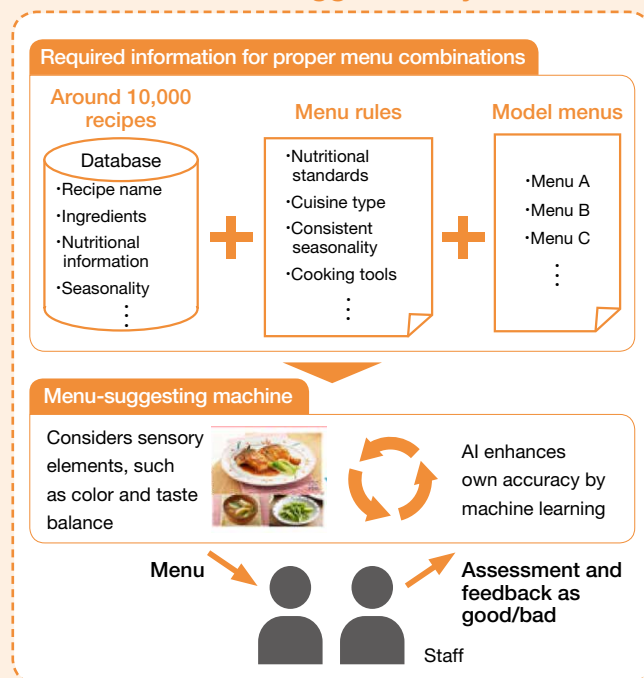 Required information for proper menu combinations
Around 10,000
recipes
Database
・Recipe name
・Ingredients
・Nutritional
information
・Seasonality
⋮
Menu rules
・Nutritional
standards
・Cuisine type
・Consistent
seasonality
・Cooking tools
⋮
Model menus
・Menu A
・Menu B
・Menu C
⋮
Menu-suggesting machine
Considers sensory
elements, such
as color and taste
balance
AI enhances
own accuracy by
machine learning
Menu
Assessment and
feedback as
good/bad
Staff